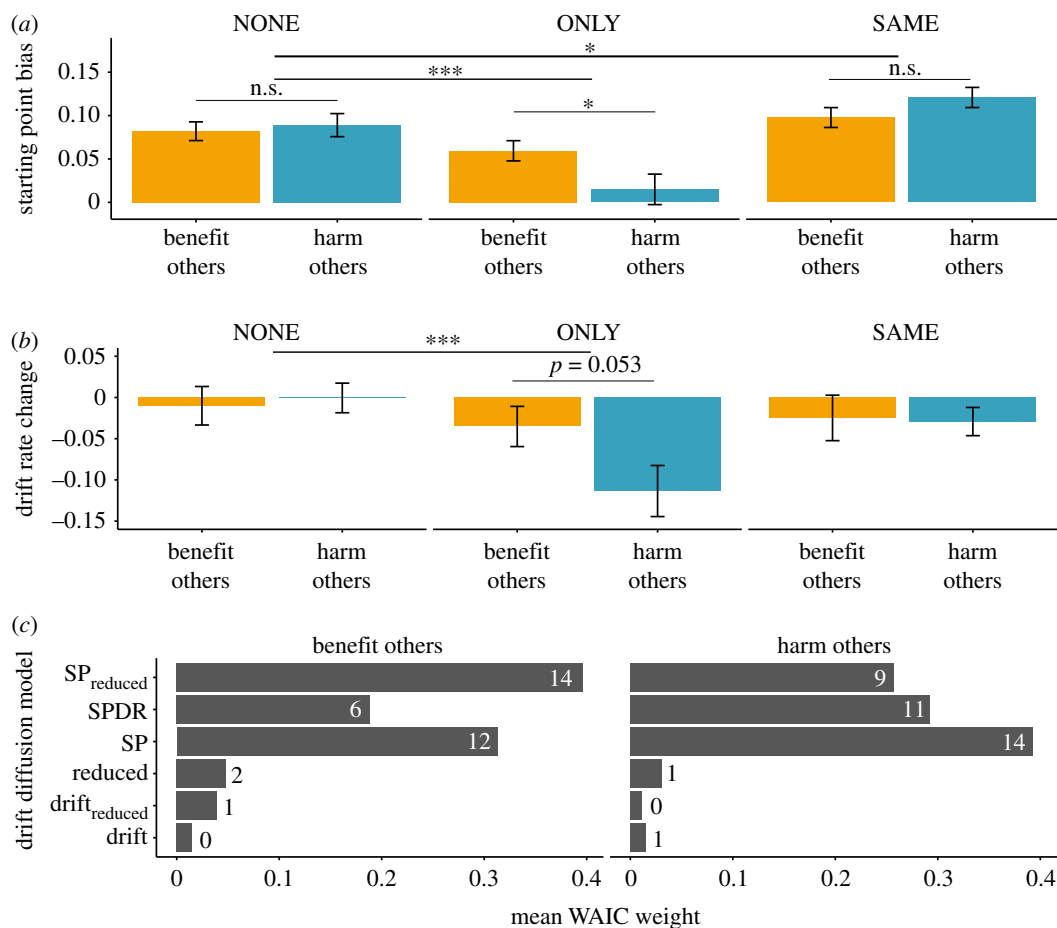 (a) NONE ONLY SAME
*
***
n.s. * n.s.
starting point bias
0.15
0.10
0.05
0
benefit others harm others benefit others harm others benefit others harm others
(b) NONE ONLY SAME
***
p = 0.053
drift rate change
0.05
0
−0.05
−0.10
−0.15
benefit others harm others benefit others harm others benefit others harm others
(c)
benefit others harm others
drift diffusion model
SPreduced 14 9
SPDR 6 11
SP 12 14
reduced 2 1
driftreduced 1 0
drift 0 1
0 0.1 0.2 0.3 0.4 0 0.1 0.2 0.3 0.4
mean WAIC weight